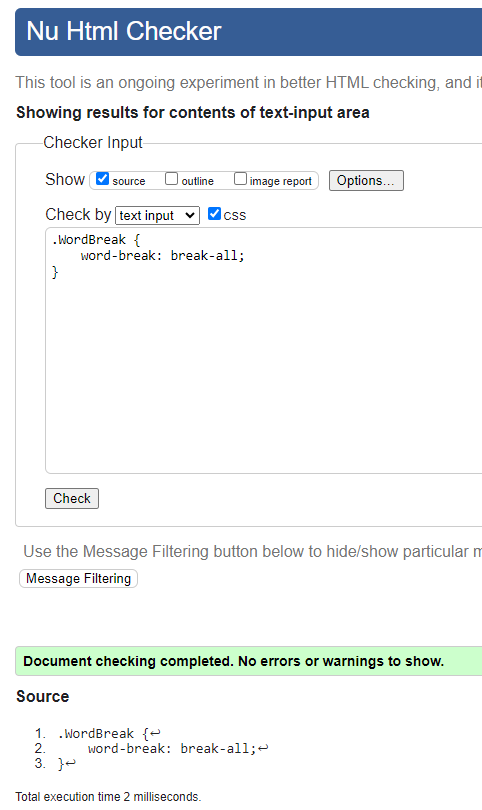 Nu Html Checker
This tool is an ongoing experiment in better HTML checking, and it
Showing results for contents of text-input area
Checker Input
Show source outline image report Options...
Check by text input css
.WordBreak {
    word-break: break-all;
}
Check
Use the Message Filtering button below to hide/show particular m
Message Filtering
Document checking completed. No errors or warnings to show.
Source
1. .WordBreak {↩
2.     word-break: break-all;↩
3. }↩
Total execution time 2 milliseconds.